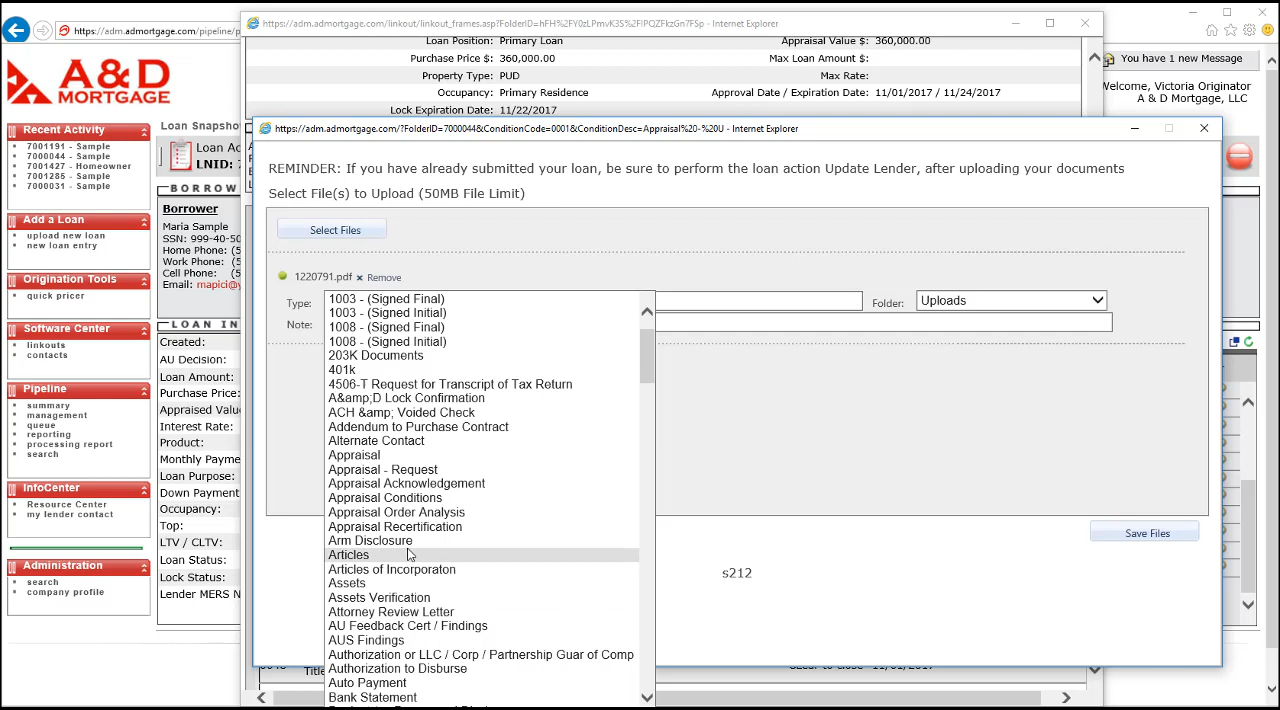 https://adm.admortgage.com/linkout/linkout_frames.asp?FolderID=hFH%2FY0zLPmvK3S%2FIPQZFkzGn7FSp - Internet Explorer
https://adm.admortgage.com/pipeline/p
Loan Position: Primary Loan
Appraisal Value $: 360,000.00
Purchase Price $: 360,000.00
Max Loan Amount $:
Property Type: PUD
Max Rate:
Occupancy: Primary Residence
Approval Date / Expiration Date: 11/01/2017 / 11/24/2017
Lock Expiration Date: 11/22/2017
You have 1 new Message
Welcome, Victoria Originator
A & D Mortgage, LLC
A&D
MORTGAGE
Recent Activity
7001191 - Sample
7000044 - Sample
7001427 - Homeowner
7001285 - Sample
7000031 - Sample
Add a Loan
upload new loan
new loan entry
Origination Tools
quick pricer
Software Center
linkouts
contacts
Pipeline
summary
management
queue
reporting
processing report
search
InfoCenter
Resource Center
my lender contact
Administration
search
company profile
Loan Snapsho
Loan Ac
LNID:
BORROW
Borrower
Maria Sample
SSN: 999-40-50
Home Phone: (5
Work Phone: (5
Cell Phone: (5
Email: mapici@y
LOAN IN
Created:
AU Decision:
Loan Amount:
Purchase Price:
Appraised Valu
Interest Rate:
Product:
Monthly Payme
Loan Purpose:
Down Payment
Occupancy:
Top:
LTV / CLTV:
Loan Status:
Lock Status:
Lender MERS N
https://adm.admortgage.com/?FolderID=7000044&ConditionCode=0001&ConditionDesc=Appraisal%20-%20U - Internet Explorer
REMINDER: If you have already submitted your loan, be sure to perform the loan action Update Lender, after uploading your documents
Select File(s) to Upload (50MB File Limit)
Select Files
1220791.pdf × Remove
Type:
Folder: Uploads
Note:
1003 - (Signed Final)
1003 - (Signed Initial)
1008 - (Signed Final)
1008 - (Signed Initial)
203K Documents
401k
4506-T Request for Transcript of Tax Return
A&amp;D Lock Confirmation
ACH &amp; Voided Check
Addendum to Purchase Contract
Alternate Contact
Appraisal
Appraisal - Request
Appraisal Acknowledgement
Appraisal Conditions
Appraisal Order Analysis
Appraisal Recertification
Arm Disclosure
Articles
Articles of Incorporaton
Assets
Assets Verification
Attorney Review Letter
AU Feedback Cert / Findings
AUS Findings
Authorization or LLC / Corp / Partnership Guar of Comp
Authorization to Disburse
Auto Payment
Bank Statement
Save Files
s212